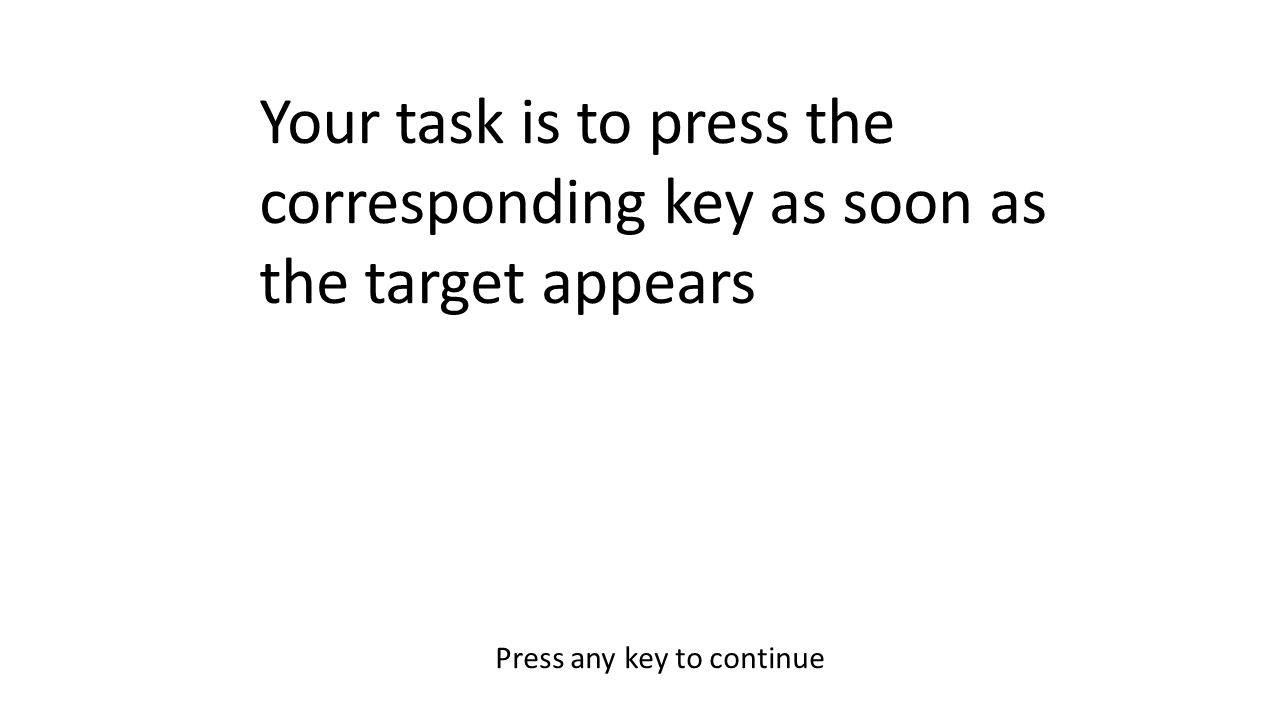 Your task is to press the
corresponding key as soon as
the target appears
Press any key to continue